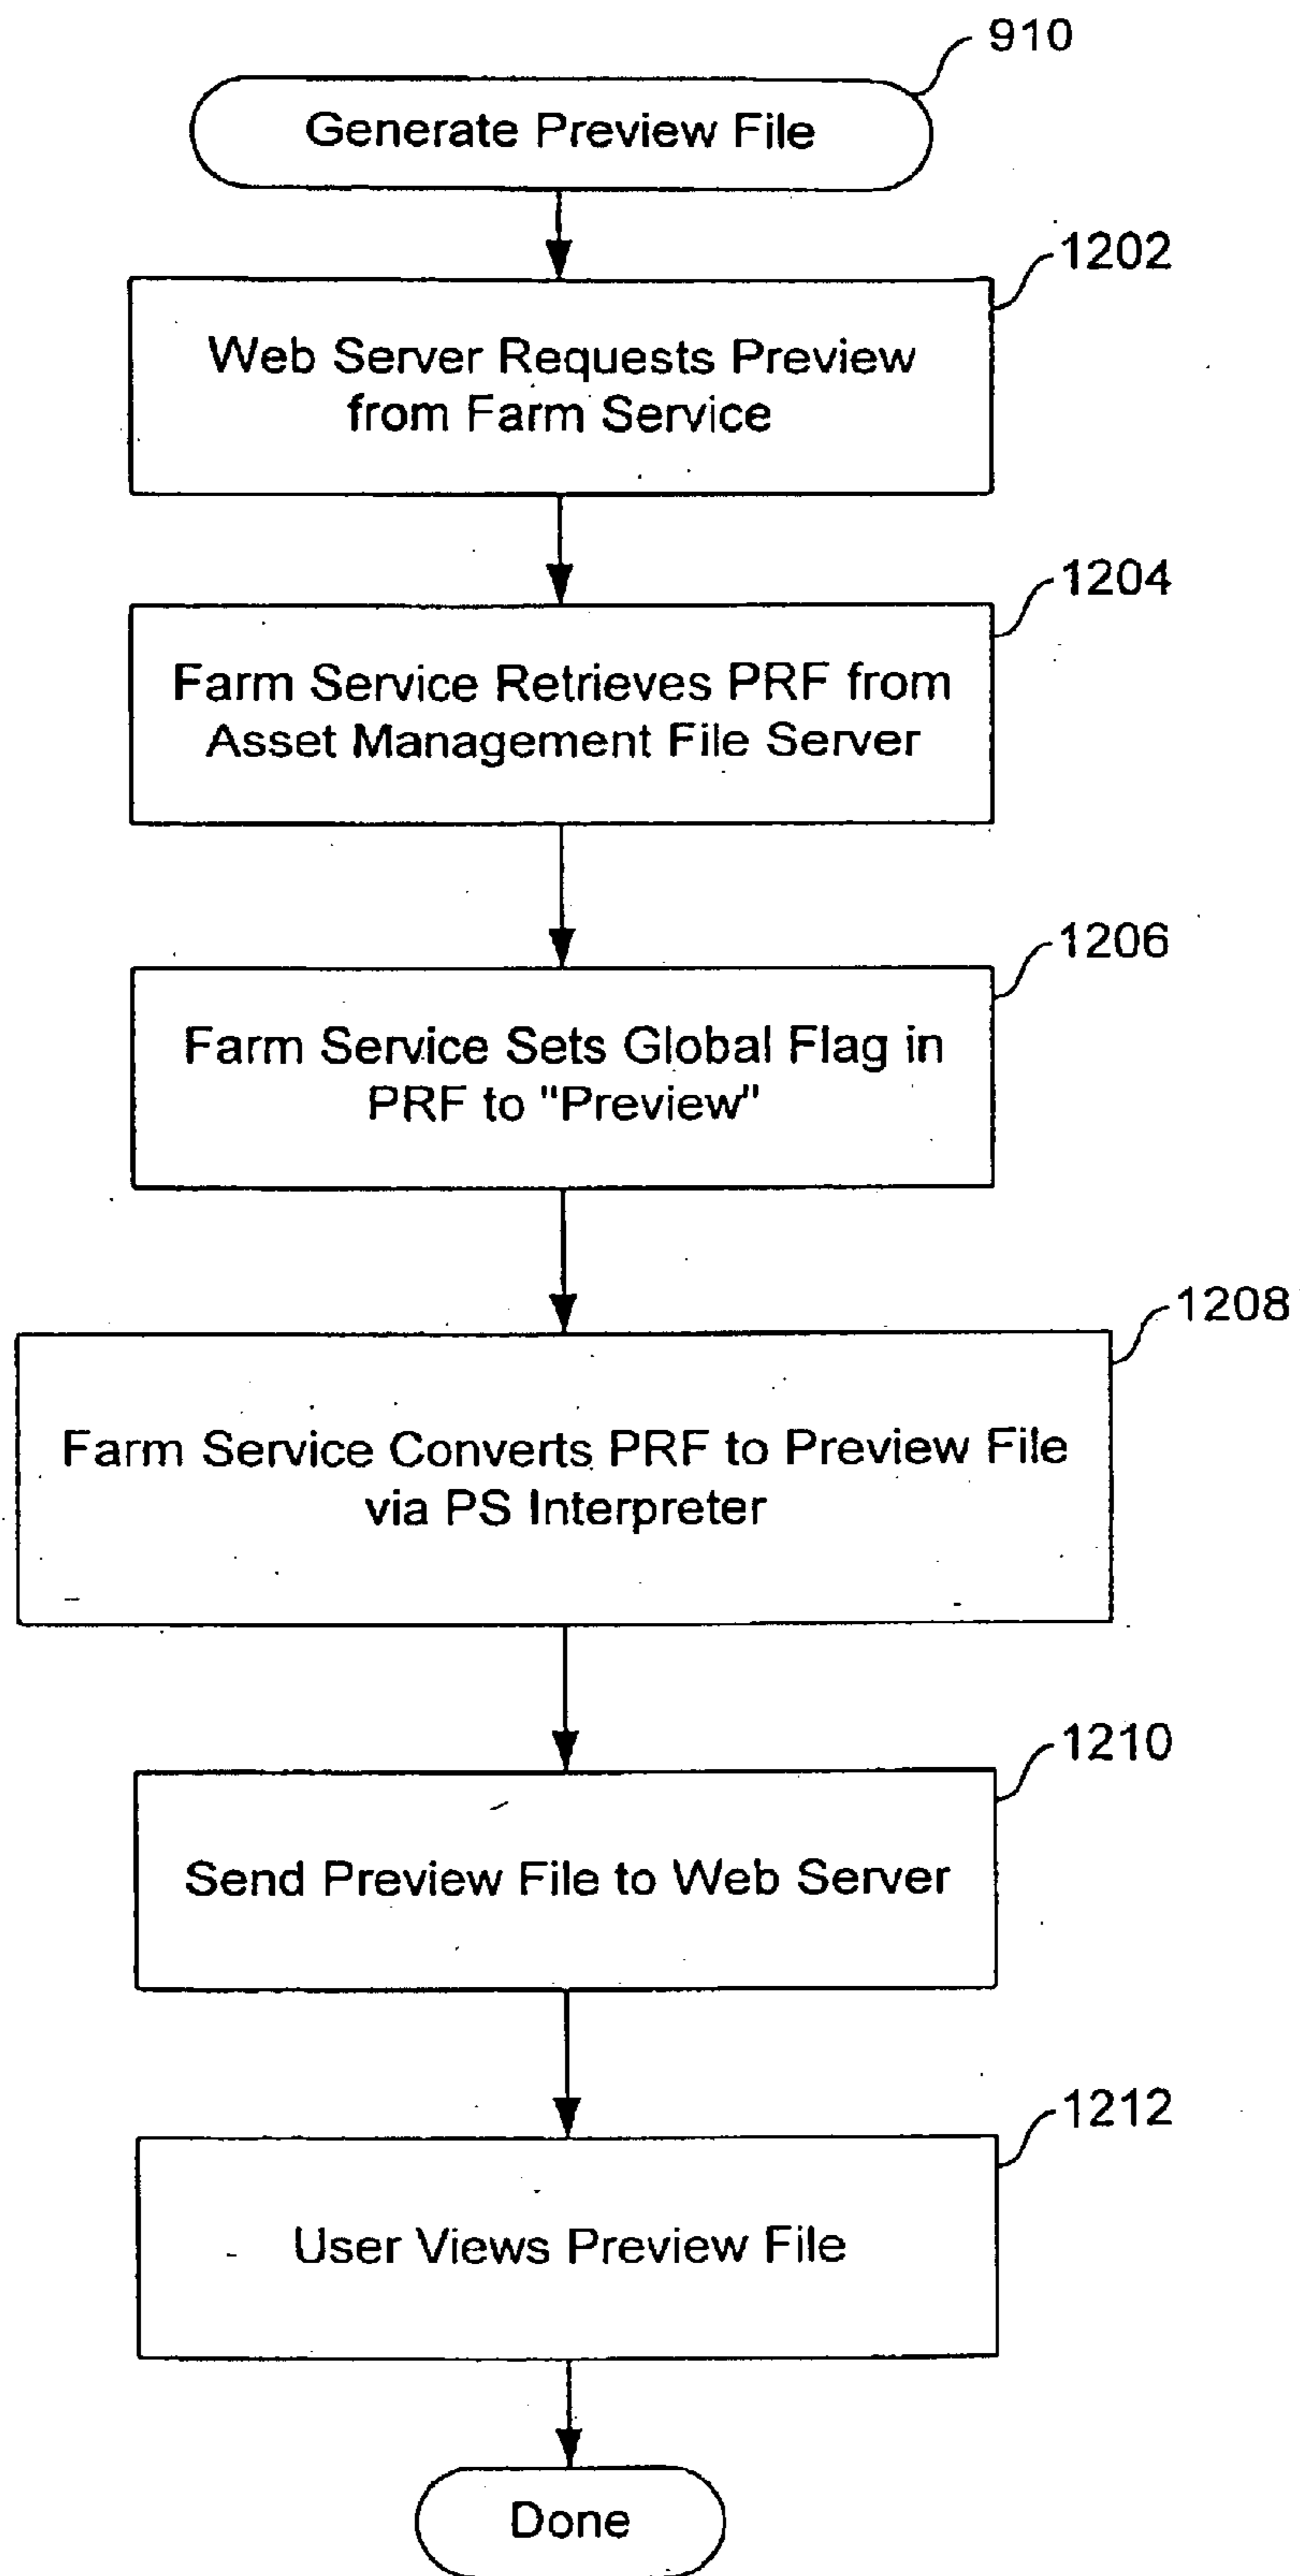 910
Generate Preview File
1202
Web Server Requests Preview
from Farm Service
1204
Farm Service Retrieves PRF from
Asset Management File Server
1206
Farm Service Sets Global Flag in
PRF to "Preview"
1208
Farm Service Converts PRF to Preview File
via PS Interpreter
1210
Send Preview File to Web Server
1212
User Views Preview File
Done